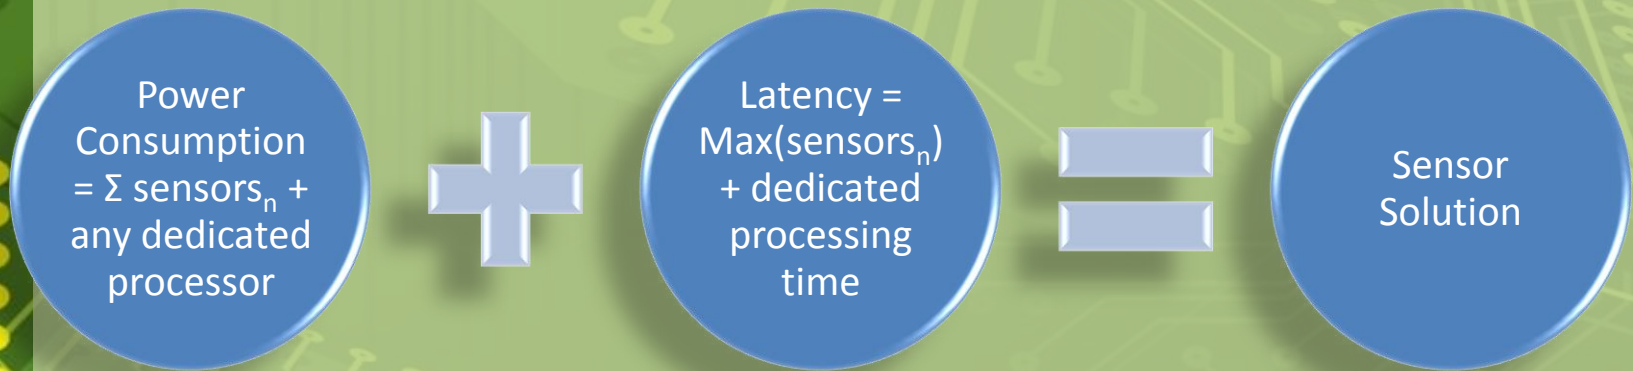 Power
Consumption
= Σ sensorsₙ +
any dedicated
processor
Latency =
Max(sensorsₙ)
+ dedicated
processing
time
Sensor
Solution